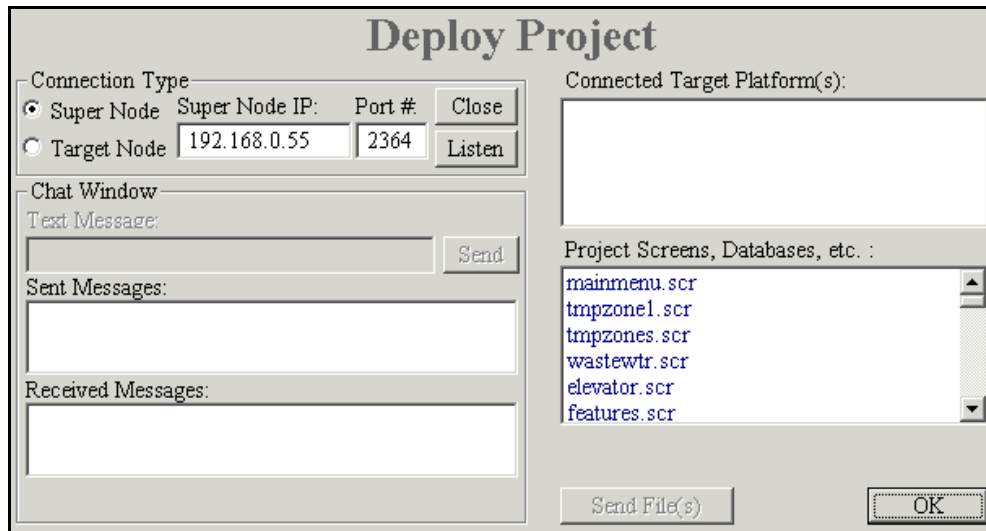 Deploy Project
Connection Type
Super Node
Super Node IP:
Port #:
Close
Target Node
192.168.0.55
2364
Listen
Chat Window
Text Message:
Send
Sent Messages:
Received Messages:
Connected Target Platform(s):
Project Screens, Databases, etc. :
mainmenu.scr
tmpzone1.scr
tmpzones.scr
wastewtr.scr
elevator.scr
features.scr
Send File(s)
OK